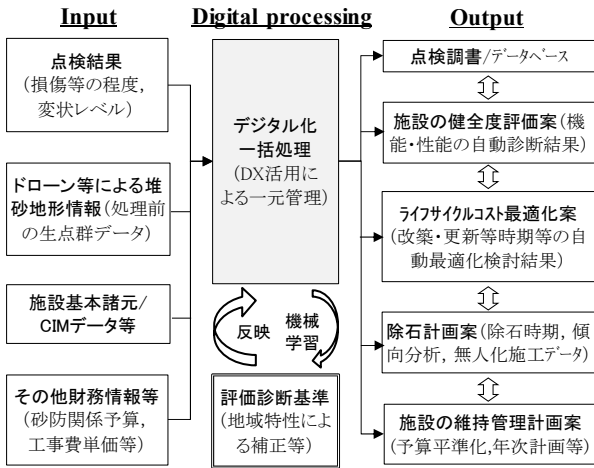 Input
Digital processing
Output
点検結果
(損傷等の程度,
変状レベル)
ドローン等による堆
砂地形情報(処理前
の生点群データ)
施設基本諸元/
CIMデータ等
その他財務情報等
(砂防関係予算,
工事費単価等)
デジタル化
一括処理
(DX活用に
よる一元管理)
反映
機械
学習
評価診断基準
(地域特性によ
る補正等)
点検調書/データベース
施設の健全度評価案(機
能・性能の自動診断結果)
ライフサイクルコスト最適化案
(改築・更新等時期等の自
動最適化検討結果)
除石計画案(除石時期, 傾
向分析, 無人化施工データ)
施設の維持管理計画案
(予算平準化,年次計画等)